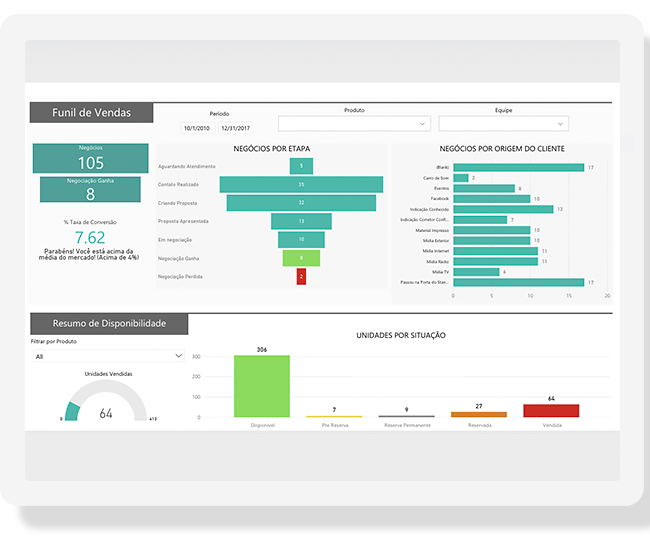 Funil de Vendas
Periodo
10/1/2010 12/31/2017
Produto
Equipe
Negócios
105
Negociação Ganha
8
% Taxa de Conversão
7.62
Parabéns! Você está acima da
média do mercado! (Acima de 4%)
NEGÓCIOS POR ETAPA
Aguardando Atendimento 5
Contato Realizado 35
Criando Proposta 32
Proposta Apresentada 13
Em negociação 10
Negociação Ganha 8
Negociação Perdida 2
NEGÓCIOS POR ORIGEM DO CLIENTE
(Blank) 17
Carro de Som 2
Eventos 8
Facebook 10
Indicação Conhecido 13
Indicação Corretor Confi... 7
Material Impresso 10
Mídia Exterior 10
Mídia Internet 11
Mídia Rádio 11
Mídia TV 6
Passou na Porta do Stan... 17
0 5 10 15 20
Resumo de Disponibilidade
Filtrar por Produto
All
Unidades Vendidas
64
0 413
UNIDADES POR SITUAÇÃO
300
200
100
0
306
7
9
27
64
Disponível Pre Reserva Reserva Permanente Reservada Vendida